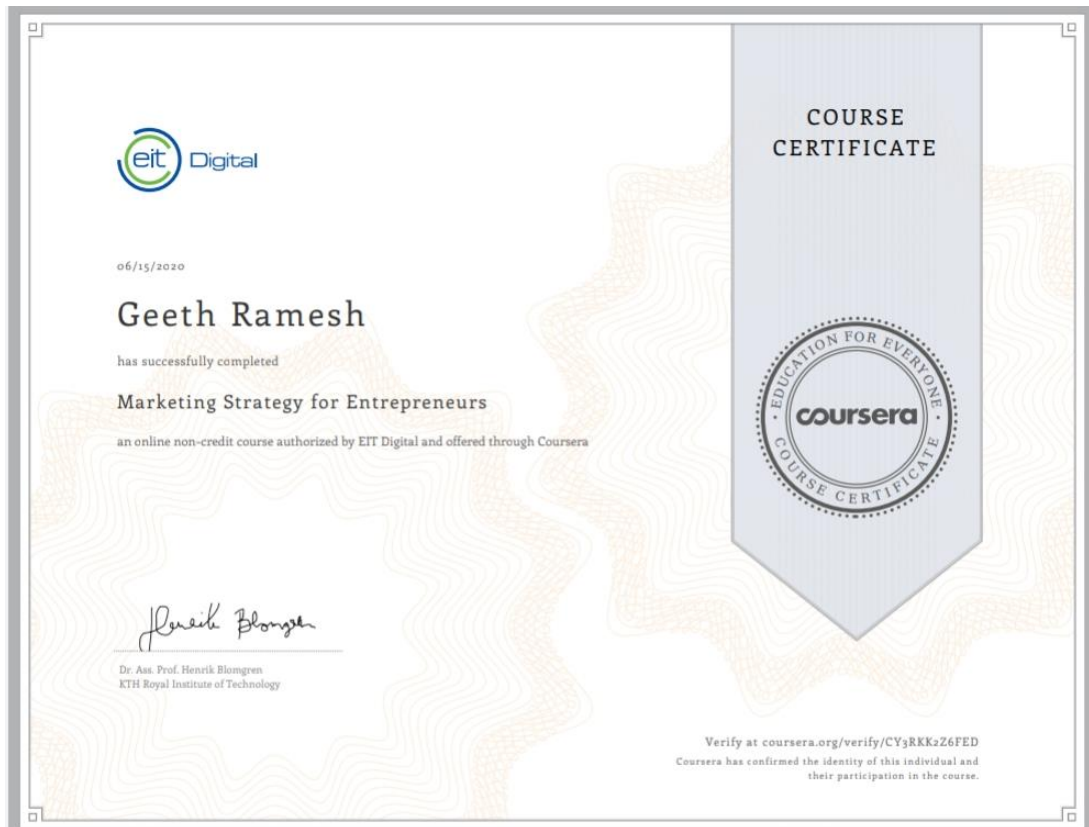 eit Digital
06/15/2020
Geeth Ramesh
has successfully completed
Marketing Strategy for Entrepreneurs
an online non-credit course authorized by EIT Digital and offered through Coursera
Henrik Blomgren
Dr. Ass. Prof. Henrik Blomgren
KTH Royal Institute of Technology
COURSE
CERTIFICATE
EDUCATION FOR EVERYONE
coursera
COURSE CERTIFICATE
Verify at coursera.org/verify/CY3RKK2Z6FED
Coursera has confirmed the identity of this individual and
their participation in the course.